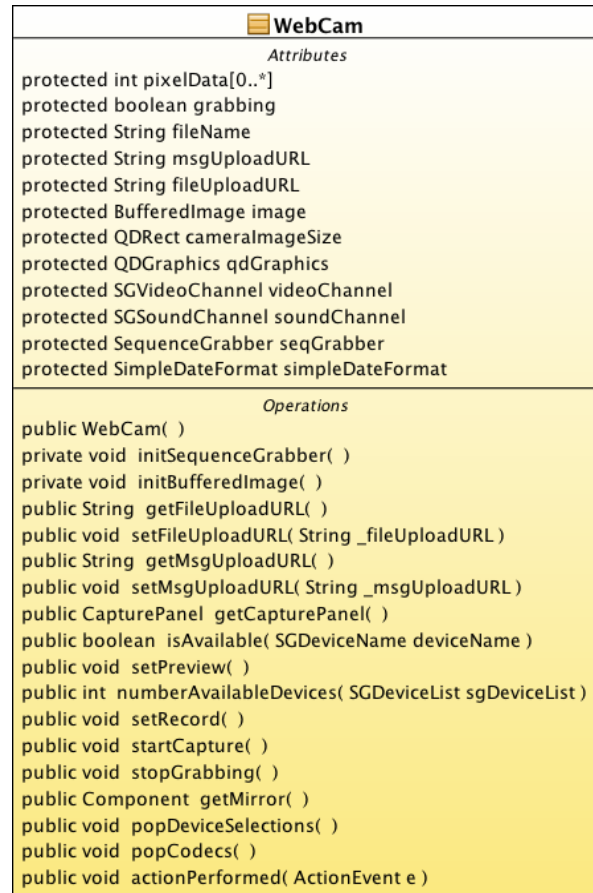 WebCam
Attributes
protected int pixelData[0..*]
protected boolean grabbing
protected String fileName
protected String msgUploadURL
protected String fileUploadURL
protected BufferedImage image
protected QDRect cameraImageSize
protected QDGraphics qdGraphics
protected SGVideoChannel videoChannel
protected SGSoundChannel soundChannel
protected SequenceGrabber seqGrabber
protected SimpleDateFormat simpleDateFormat
Operations
public WebCam( )
private void initSequenceGrabber( )
private void initBufferedImage( )
public String getFileUploadURL( )
public void setFileUploadURL( String _fileUploadURL )
public String getMsgUploadURL( )
public void setMsgUploadURL( String _msgUploadURL )
public CapturePanel getCapturePanel( )
public boolean isAvailable( SGDeviceName deviceName )
public void setPreview( )
public int numberAvailableDevices( SGDeviceList sgDeviceList )
public void setRecord( )
public void startCapture( )
public void stopGrabbing( )
public Component getMirror( )
public void popDeviceSelections( )
public void popCodecs( )
public void actionPerformed( ActionEvent e )